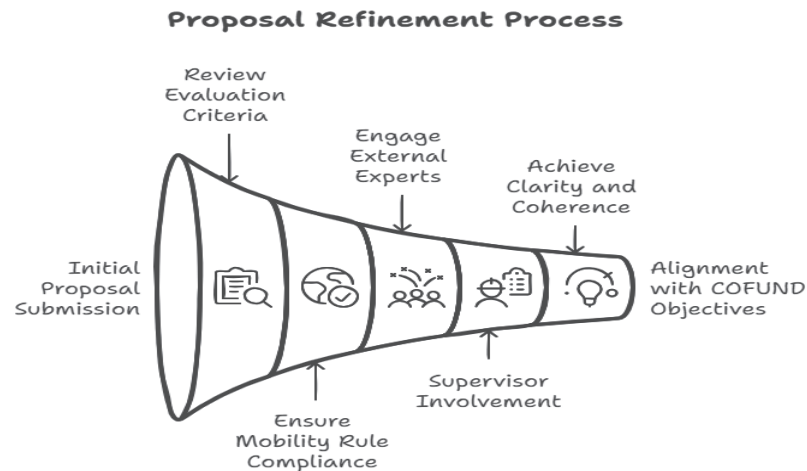 Proposal Refinement Process
Review
Evaluation
Criteria
Engage
External
Experts
Achieve
Clarity and
Coherence
Initial
Proposal
Submission
Alignment
with COFUND
Objectives
Supervisor
Involvement
Ensure
Mobility Rule
Compliance